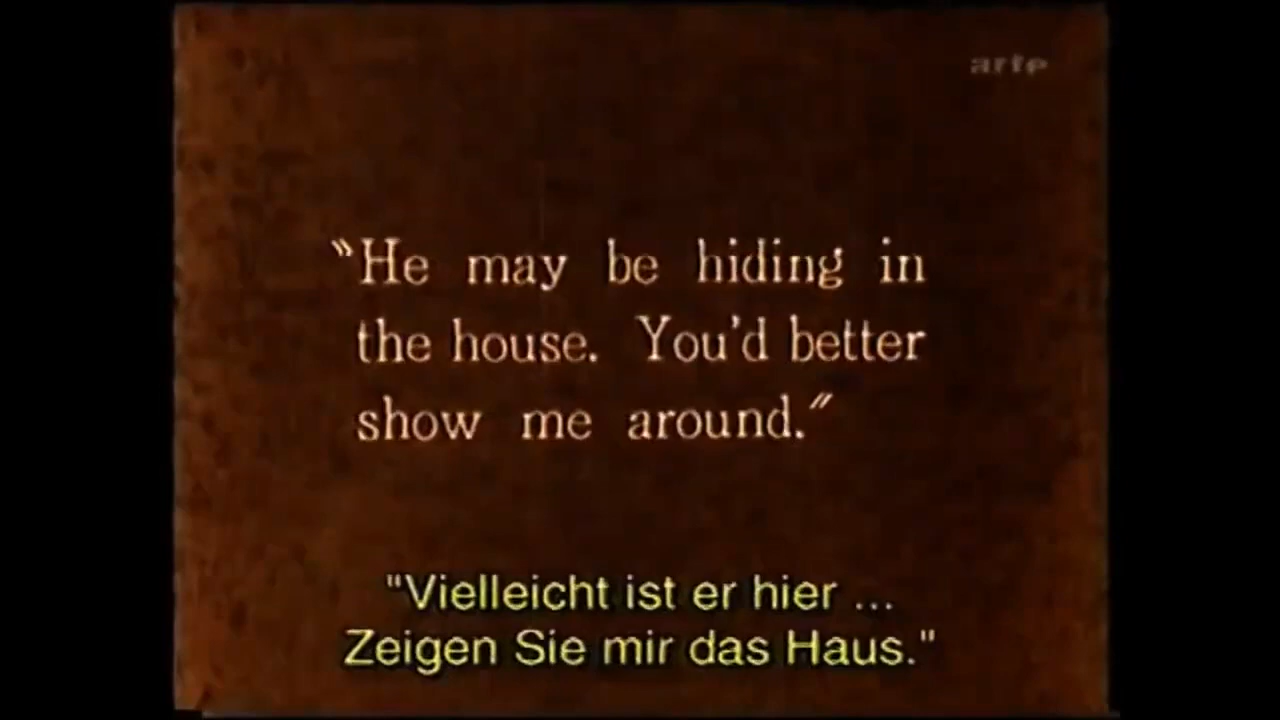 arte
"He may be hiding in
the house. You'd better
show me around."
"Vielleicht ist er hier ...
Zeigen Sie mir das Haus."